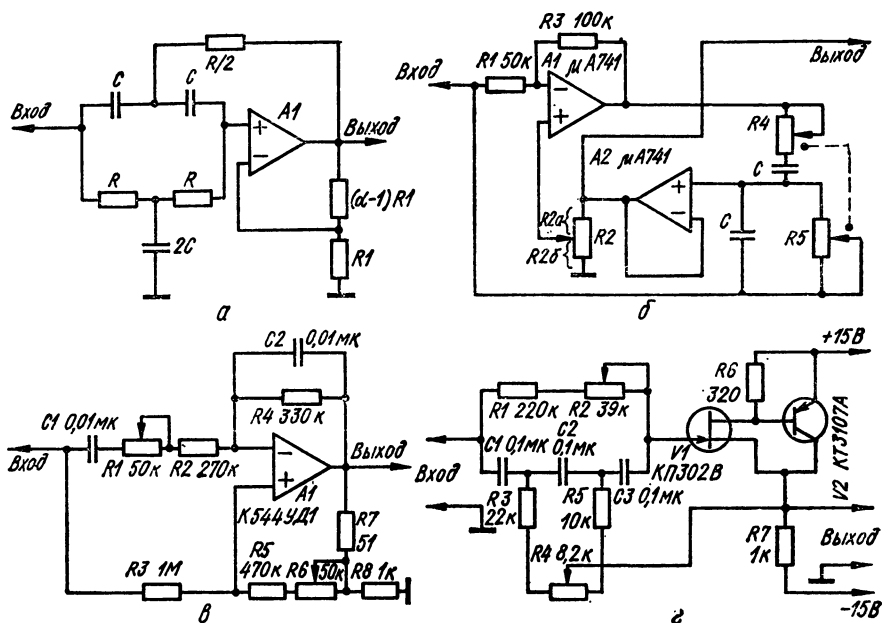 R/2
C
C
Вход
A1
+
−
Выход
R
R
(α-1) R1
2C
R1
а
R3 100к
R1 50к
A1
μA741
Вход
Выход
−
+
R4
A2 μA741
C
+
−
C
R2а
R2
R2б
R5
б
C2
0,01 мк
R4 330 к
C1 0,01мк
Вход
R1 50к
R2 270к
−
+
A1
К544УД1
Выход
R7
51
R3 1М
R5
470к
R6
50к
R8 1к
в
+15В
R6
320
R1 220к
R2 39к
C1 0,1мк
C2
0,1мк
Вход
V1
КП302В
V2 КТ3107А
R3
22к
R5
10к
C3 0,1мк
R4 8,2к
R7
1к
Выход
−15В
г